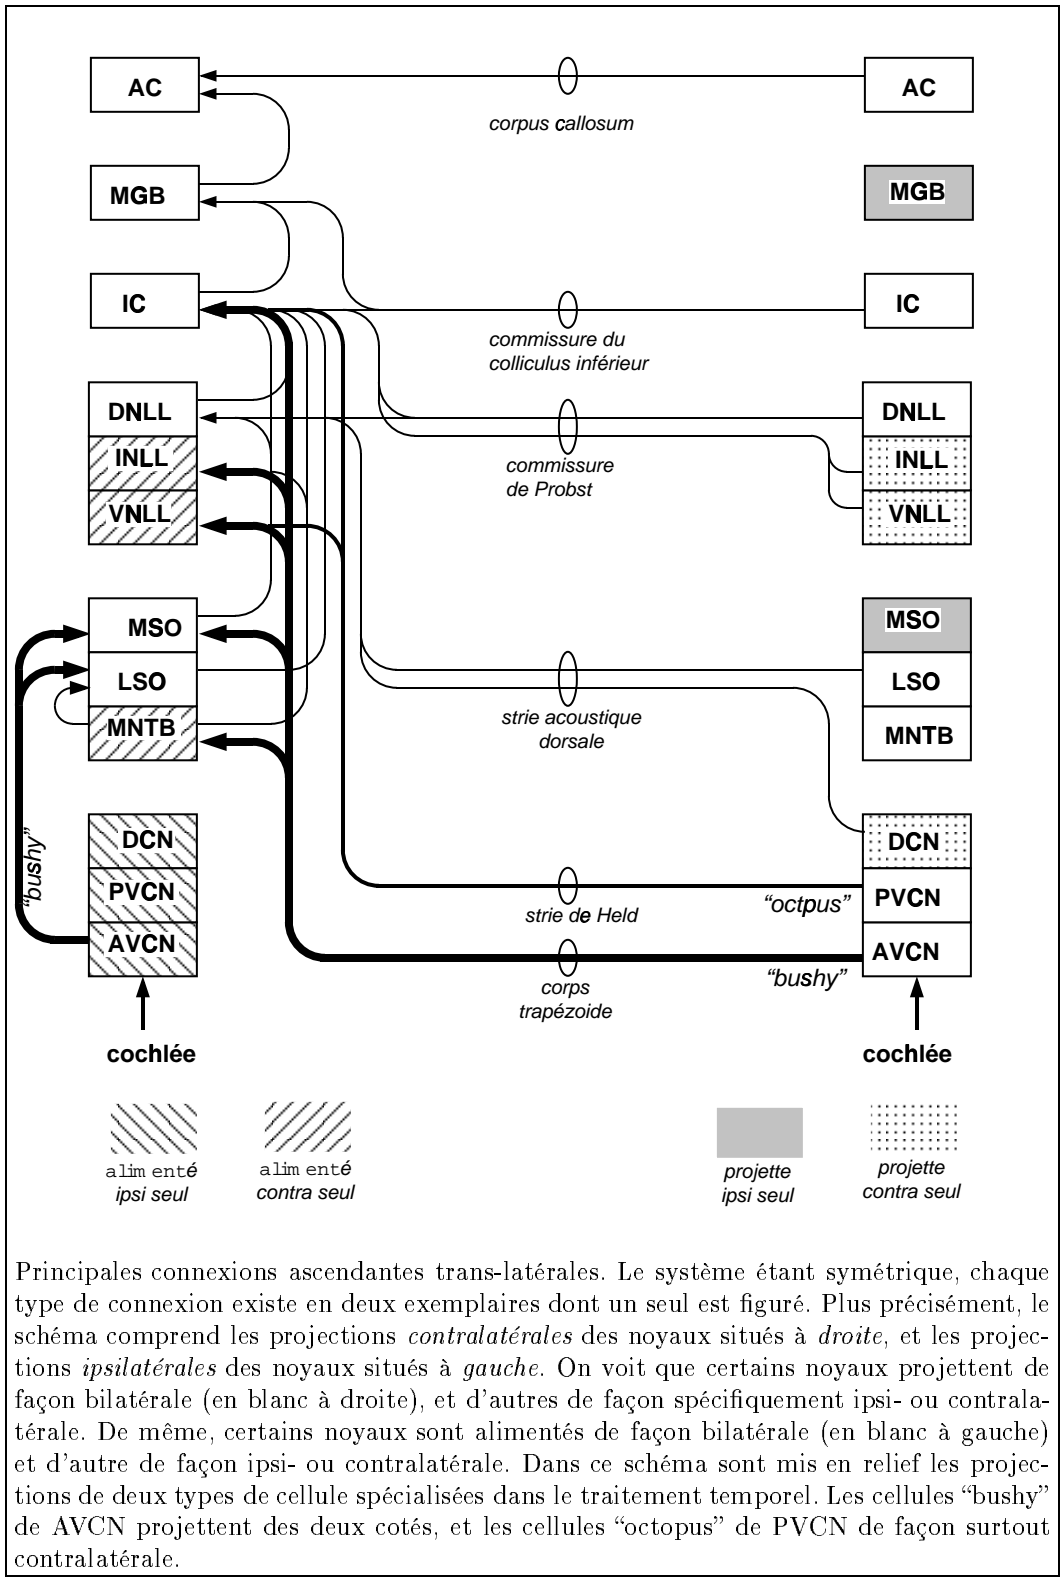 AC
AC
corpus callosum
MGB
MGB
IC
IC
commissure du
colliculus inférieur
DNLL
DNLL
INLL
INLL
commissure
de Probst
VNLL
VNLL
MSO
MSO
LSO
LSO
strie acoustique
dorsale
MNTB
MNTB
"bushy"
DCN
DCN
PVCN
"octpus"
PVCN
strie de Held
AVCN
AVCN
"bushy"
corps
trapézoide
cochlée
cochlée
alimenté
ipsi seul
alimenté
contra seul
projette
ipsi seul
projette
contra seul
Principales connexions ascendantes trans-latérales. Le système étant symétrique, chaque
type de connexion existe en deux exemplaires dont un seul est figuré. Plus précisément, le
schéma comprend les projections contralatérales des noyaux situés à droite, et les projec-
tions ipsilatérales des noyaux situés à gauche. On voit que certains noyaux projettent de
façon bilatérale (en blanc à droite), et d'autres de façon spécifiquement ipsi- ou contrala-
térale. De même, certains noyaux sont alimentés de façon bilatérale (en blanc à gauche)
et d'autre de façon ipsi- ou contralatérale. Dans ce schéma sont mis en relief les projec-
tions de deux types de cellule spécialisées dans le traitement temporel. Les cellules "bushy"
de AVCN projettent des deux cotés, et les cellules "octopus" de PVCN de façon surtout
contralatérale.